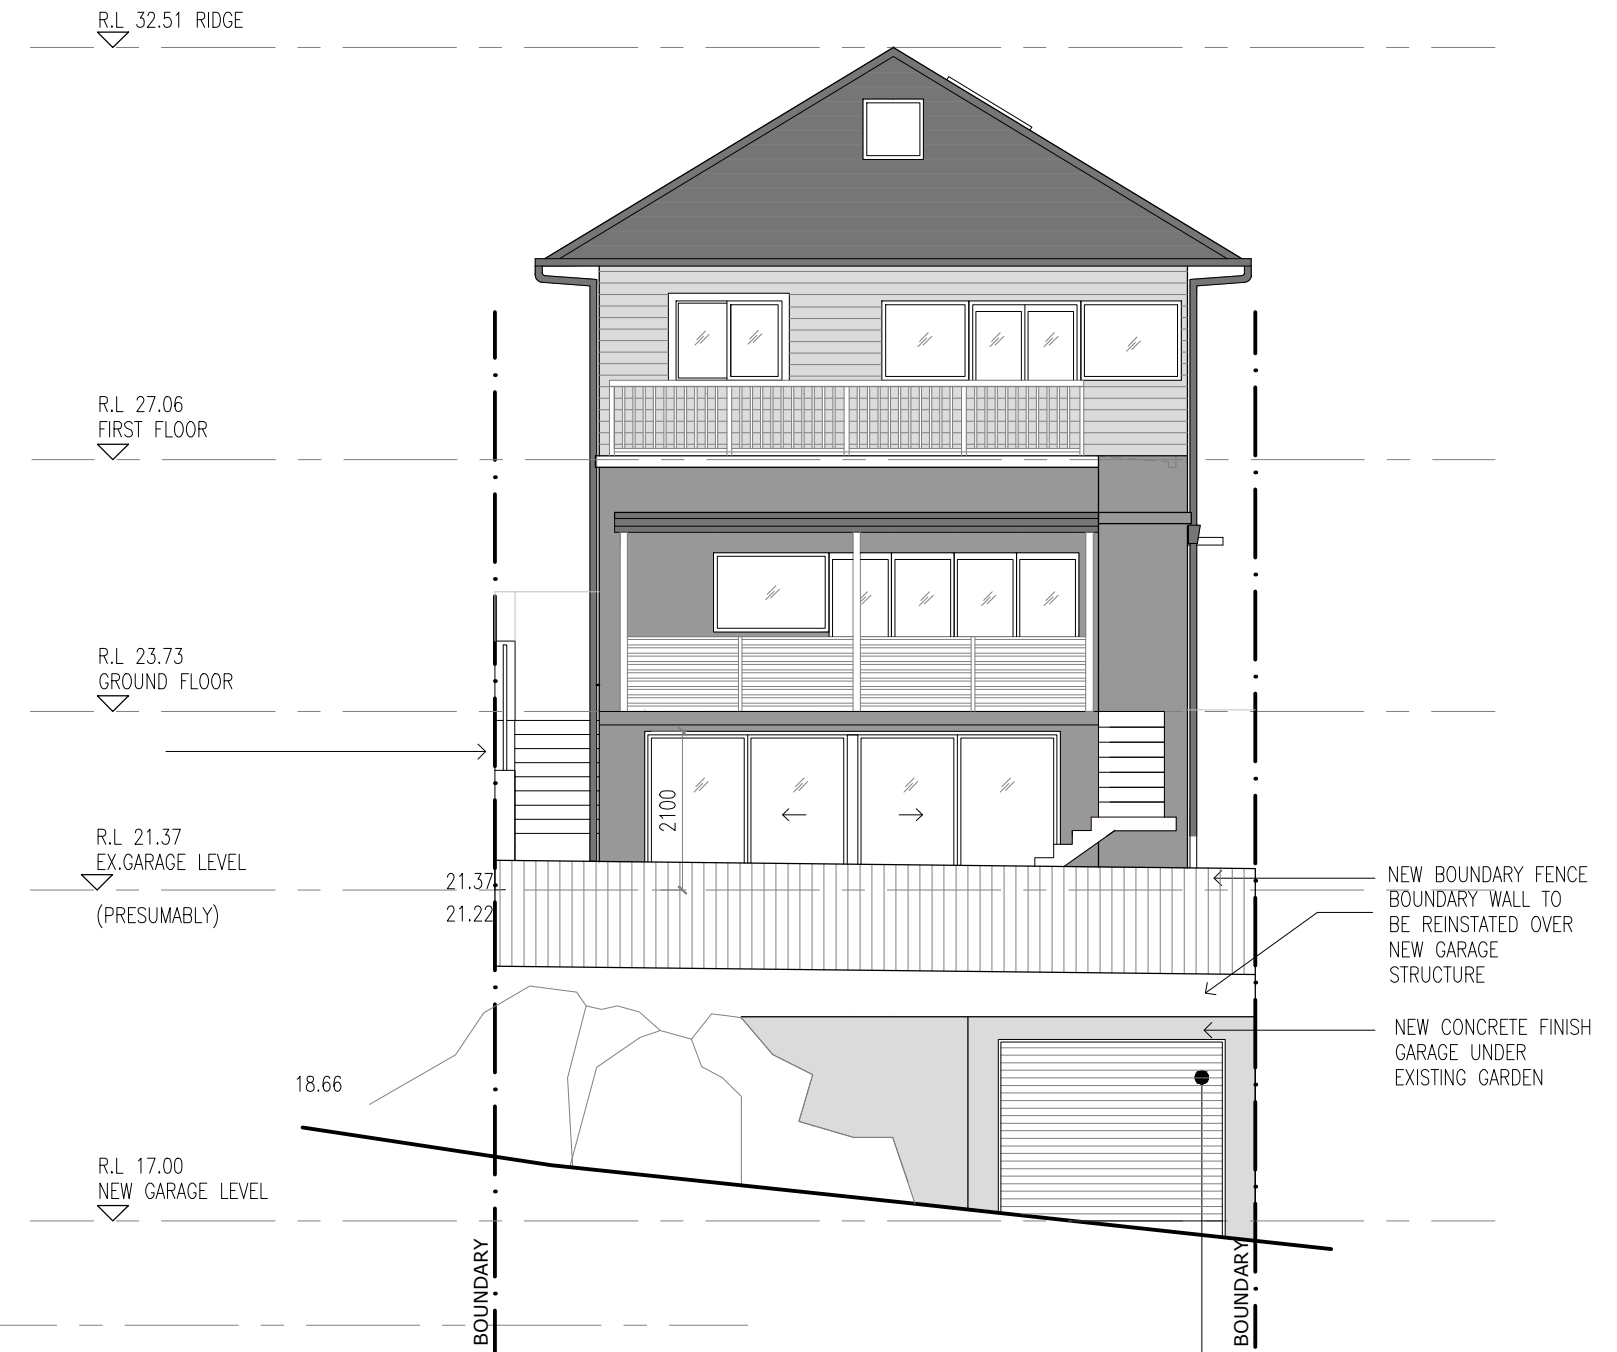 R.L 32.51 RIDGE
R.L 27.06
FIRST FLOOR
R.L 23.73
GROUND FLOOR
2100
R.L 21.37
EX.GARAGE LEVEL
(PRESUMABLY)
21.37
21.22
NEW BOUNDARY FENCE
BOUNDARY WALL TO
BE REINSTATED OVER
NEW GARAGE
STRUCTURE
NEW CONCRETE FINISH
GARAGE UNDER
EXISTING GARDEN
18.66
R.L 17.00
NEW GARAGE LEVEL
BOUNDARY
BOUNDARY